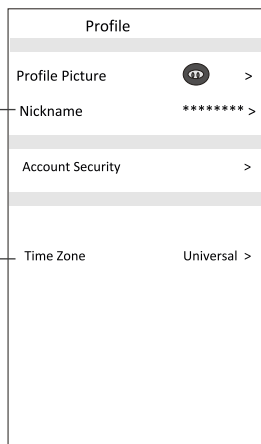 Profile
Profile Picture >
Nickname ******** >
Account Security >
Time Zone Universal >